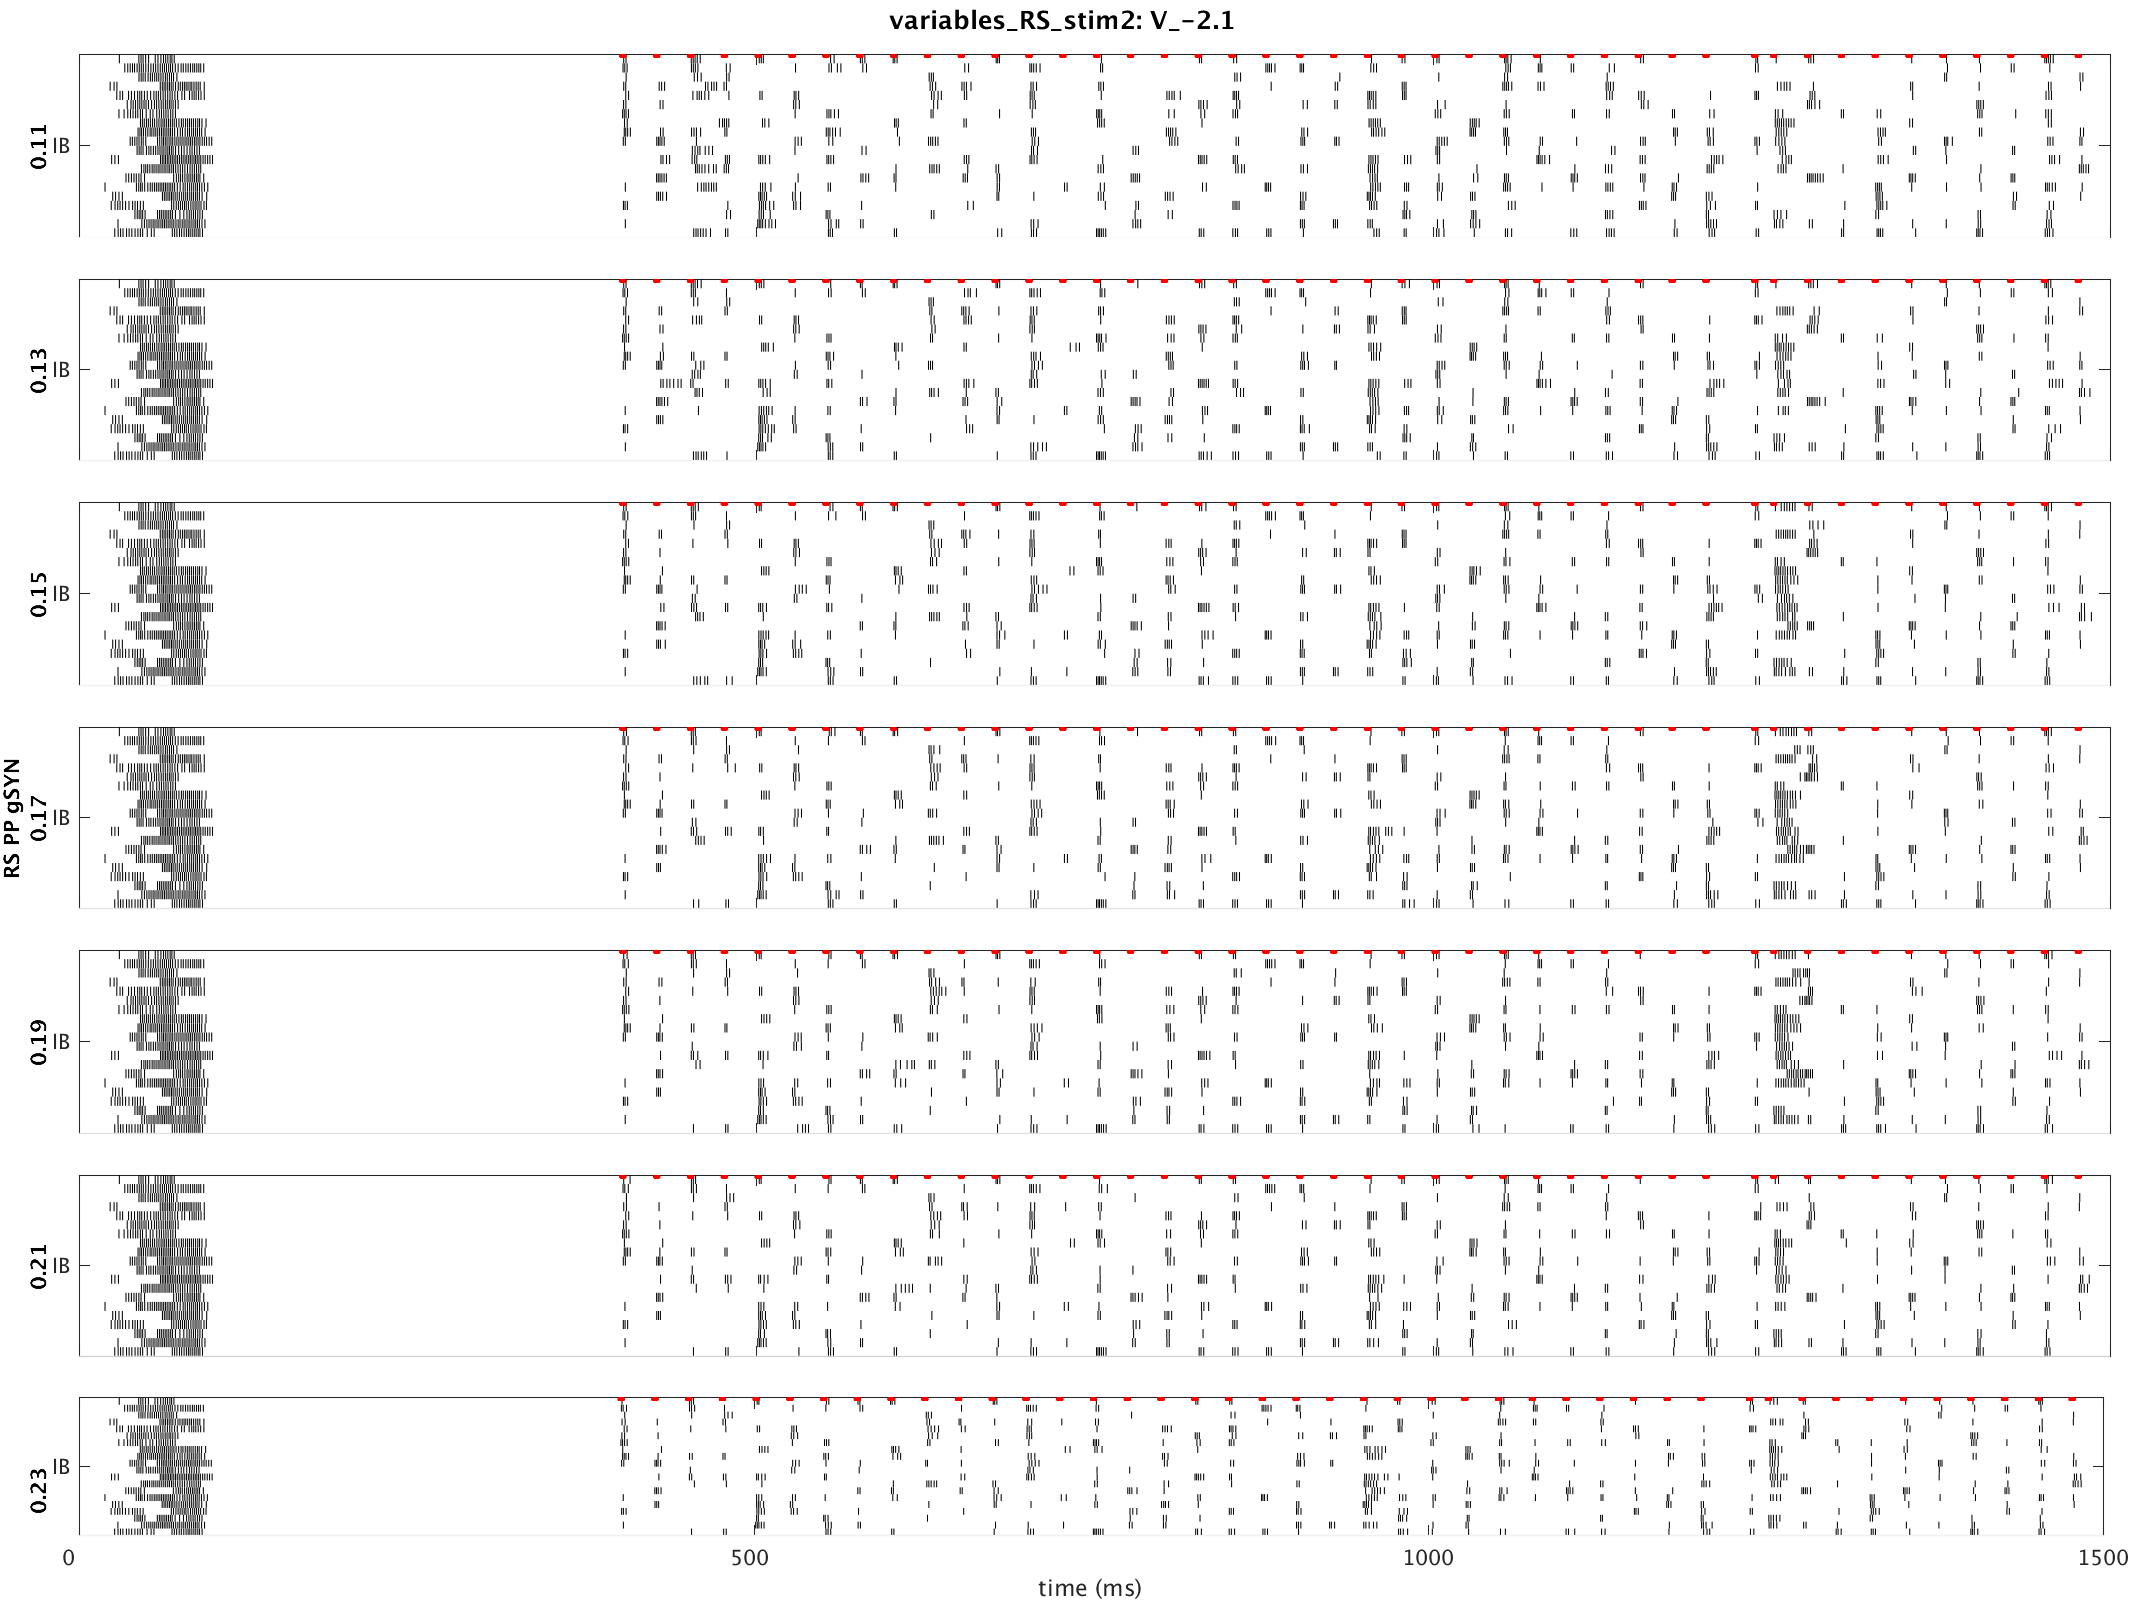 variables_RS_stim2: V_-2.1
RS PP gSYN
0.11 IB
0.13 IB
0.15 IB
0.17 IB
0.19 IB
0.21 IB
0.23 IB
0 500 1000 1500
time (ms)